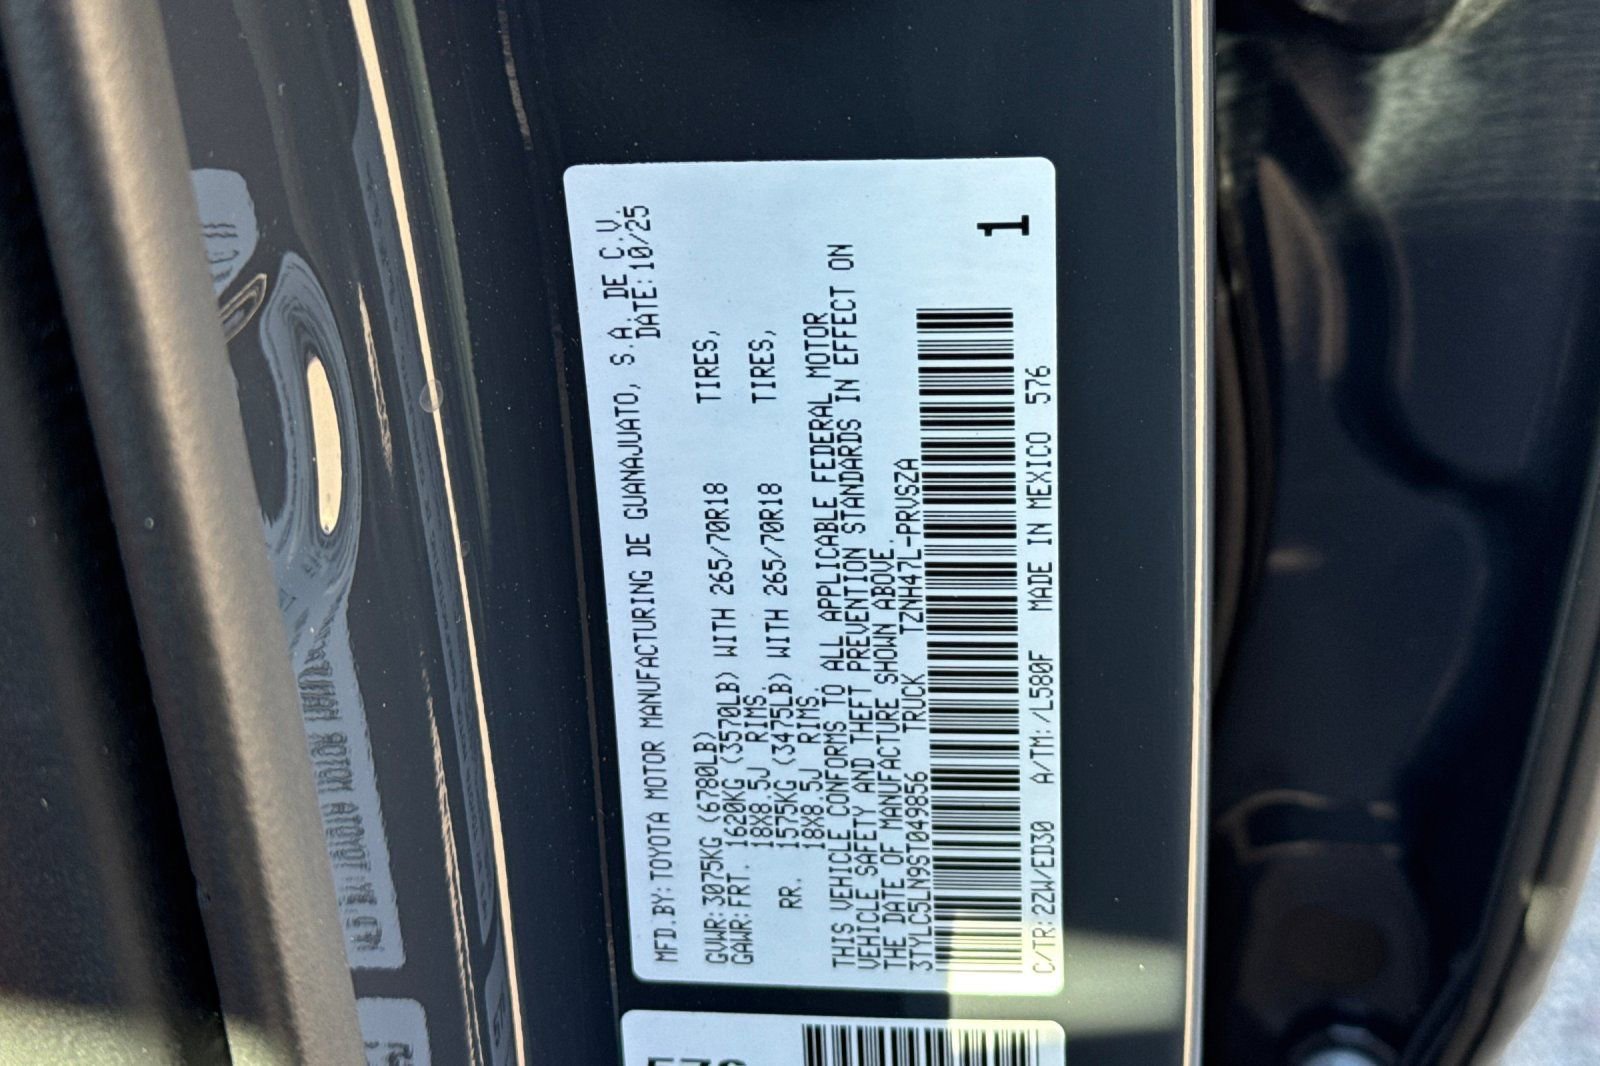 MFD.BY: TOYOTA MOTOR MANUFACTURING DE GUANAJUATO, S.A. DE C.V.
DATE: 10/25
GVWR: 3075KG (6780LB)
GAWR: FRT. 1620KG (3570LB) WITH 265/70R18 TIRES,
18X8.5J RIMS.
RR. 1575KG (3475LB) WITH 265/70R18 TIRES,
18X8.5J RIMS.
THIS VEHICLE CONFORMS TO ALL APPLICABLE FEDERAL MOTOR
VEHICLE SAFETY AND THEFT PREVENTION STANDARDS IN EFFECT ON
THE DATE OF MANUFACTURE SHOWN ABOVE.
3TYLC5LN9ST049856 TRUCK TZNH47L-PRVSZA
1
C/TR: 2ZW/ED30 A/TM: /L580F MADE IN MEXICO 576